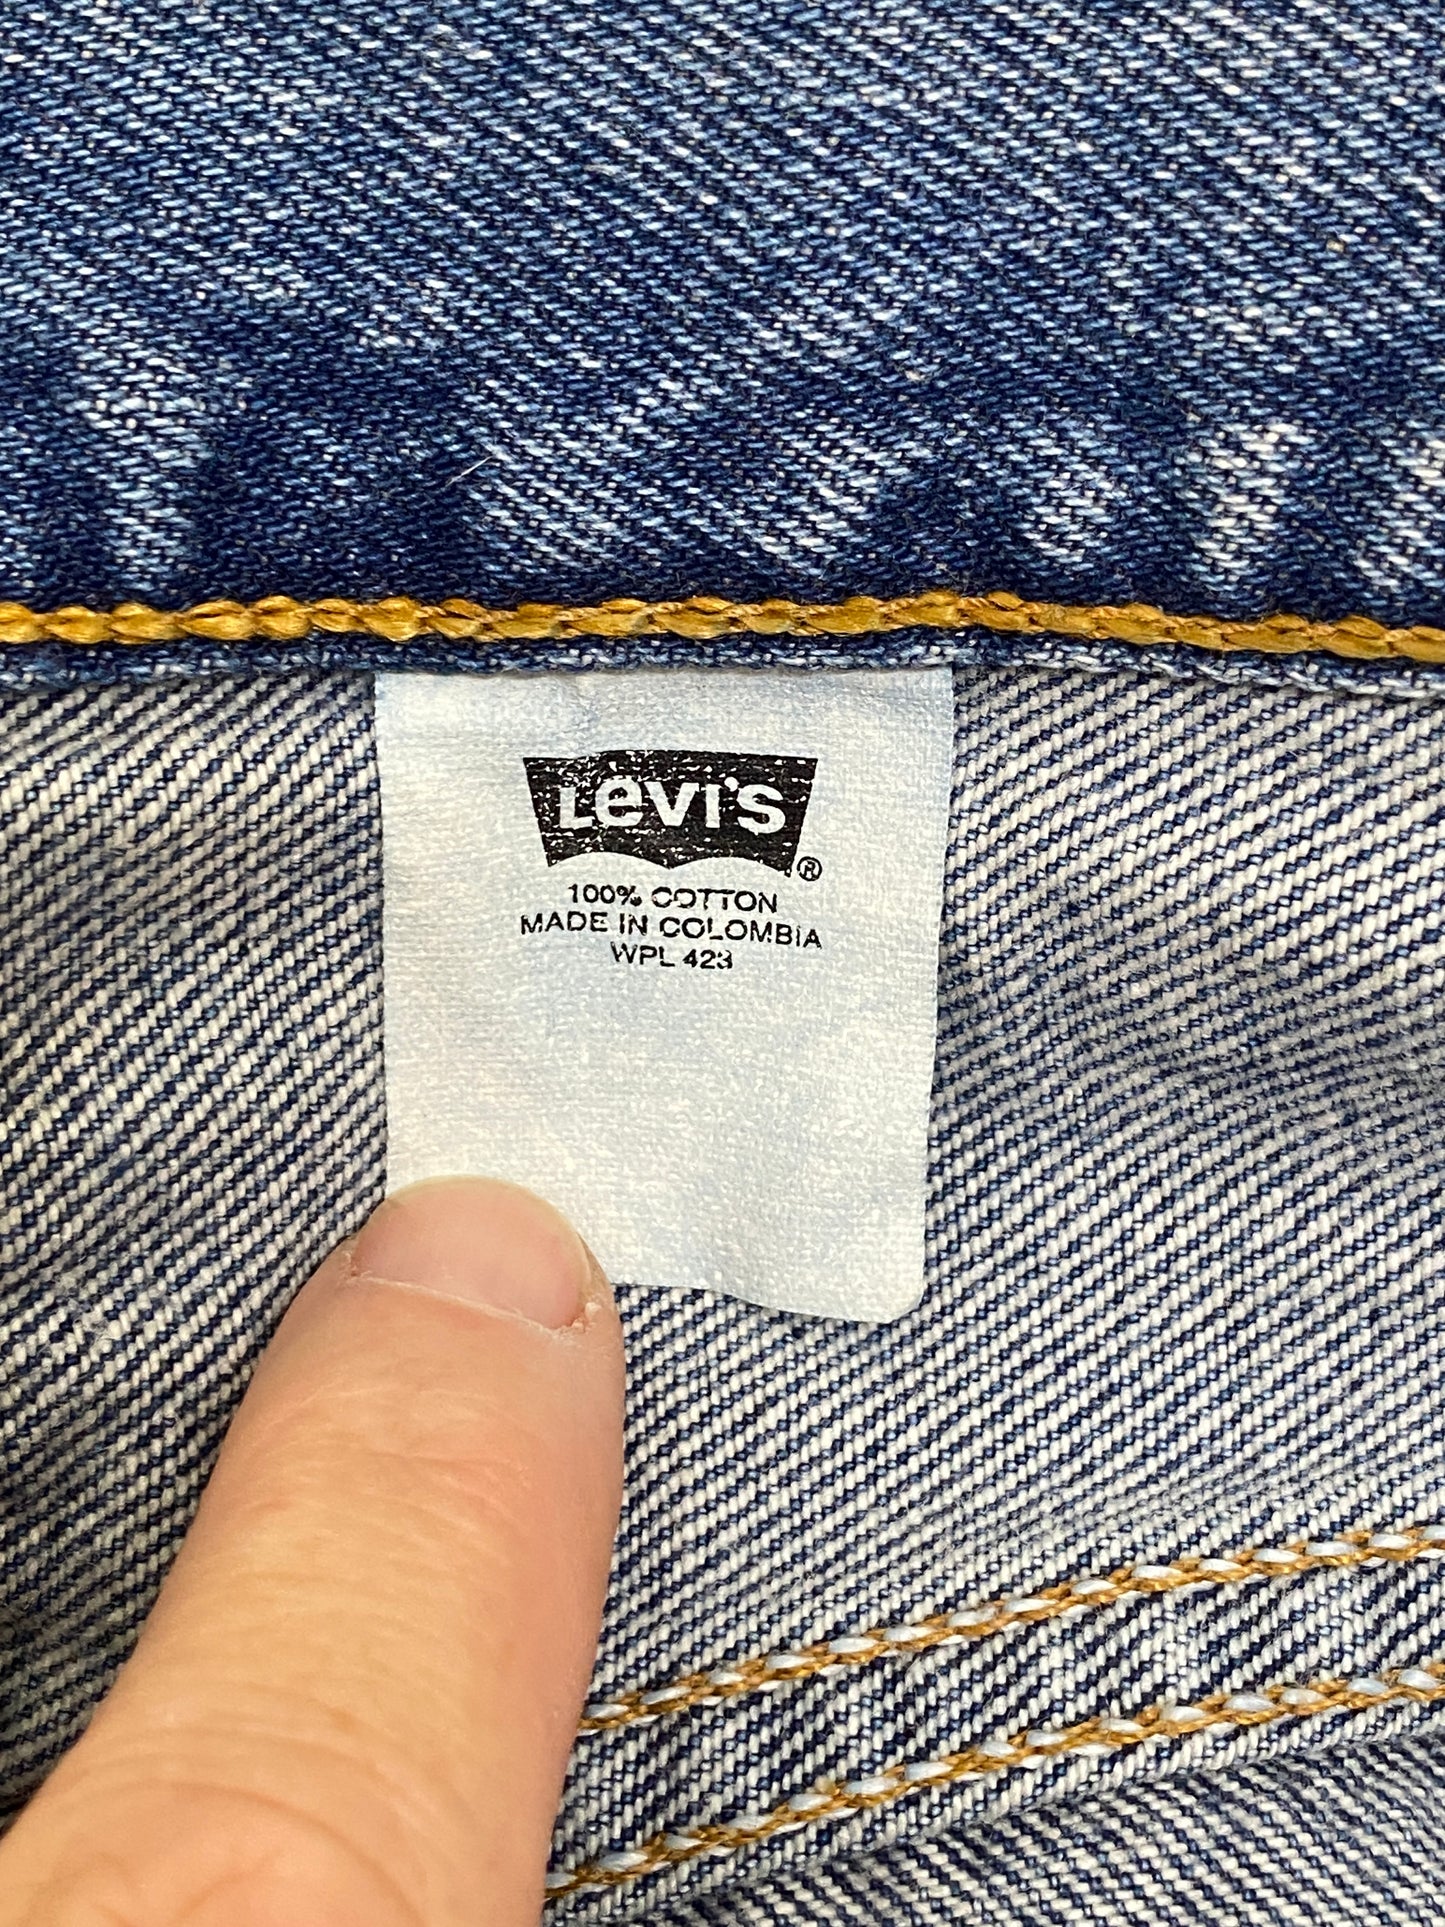 Levi's
®
100% COTTON
MADE IN COLOMBIA
WPL 423